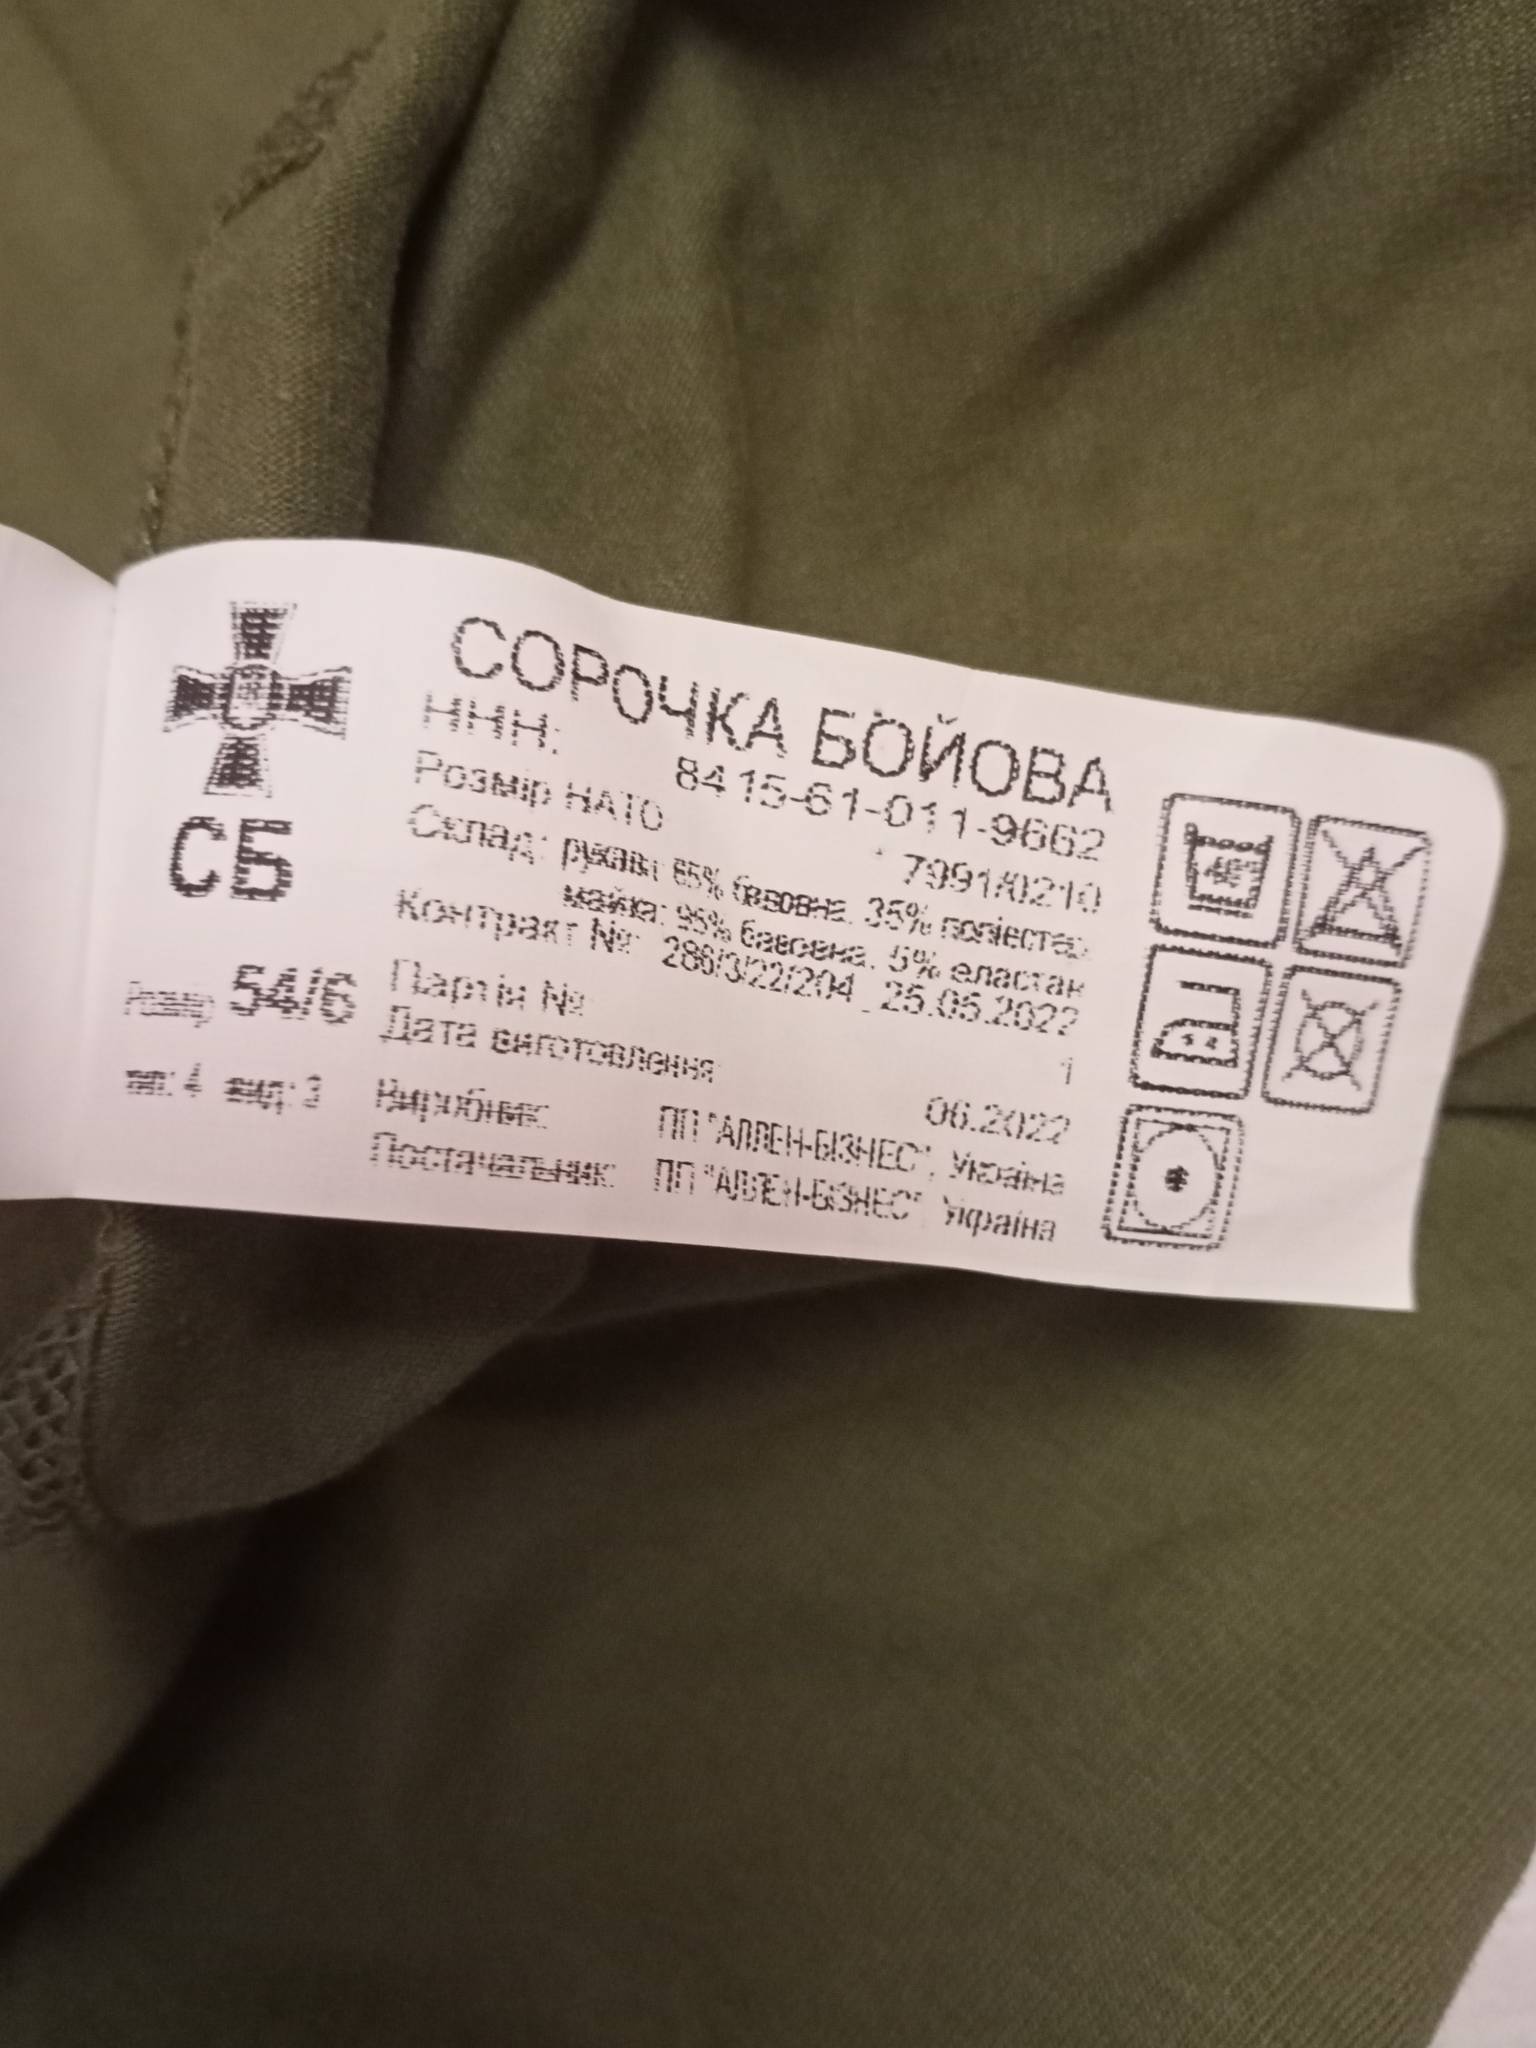 СОРОЧКА БОЙОВА
ННН: 8415-61-011-9662
Розмір НАТО 7991/0210
Склад: рукави: 65% бавовна, 35% поліестер
майка: 95% бавовна, 5% еластан
Контракт №: 286/3/22/204 25.05.2022
Партія №: 1
Дата виготовлення 06.2022
Виробник: ПП "АЛЛЕН-БІЗНЕС", Україна
Постачальник: ПП "АЛЛЕН-БІЗНЕС", Україна
СБ
Розмір